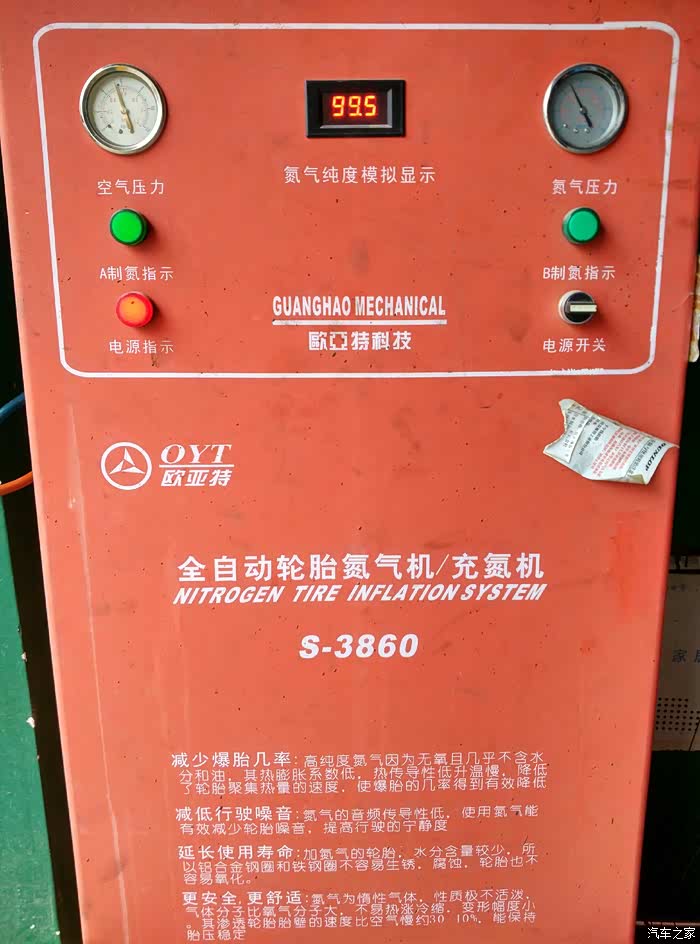 99.5
空气压力
氮气纯度模拟显示
氮气压力
A制氮指示
B制氮指示
GUANGHAO MECHANICAL
歐亞特科技
电源指示
电源开关
OYT
欧亚特
DUNLOP
全自动轮胎氮气机/充氮机
NITROGEN TIRE INFLATION SYSTEM
S-3860
减少爆胎几率：高纯度氮气因为无氧且几乎不含水
分和油，其热膨胀系数低，热传导性低升温慢，降低
了轮胎聚集热量的速度，使爆胎的几率得到有效降低
减低行驶噪音：氮气的音频传导性低，使用氮气能
有效减少轮胎噪音，提高行驶的宁静度
延长使用寿命：加氮气的轮胎，水分含量较少，所
以铝合金钢圈和铁钢圈不容易生锈，腐蚀，轮胎也不
容易氧化。
更安全，更舒适：氮气为惰性气体，性质极不活泼，
气体分子比氧气分子大，不易热涨冷缩，变形幅度小
。其渗透轮胎胎壁的速度比空气慢约30 10%，能保持
胎压稳定
家居
汽车之家